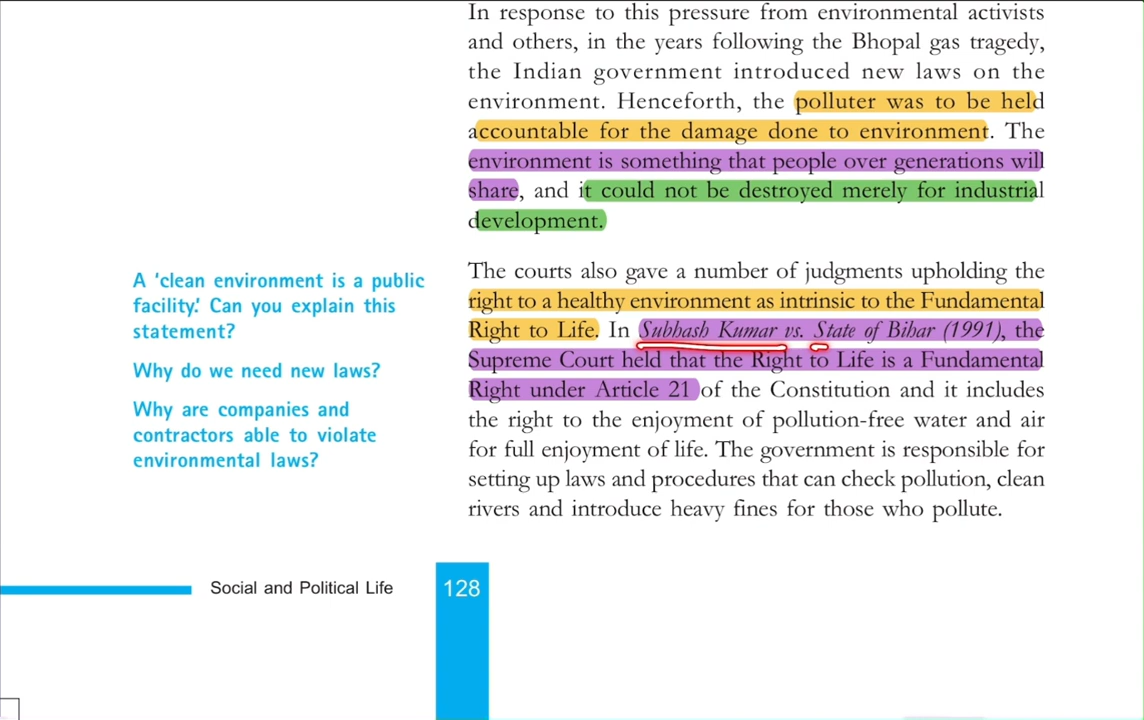 In response to this pressure from environmental activists
and others, in the years following the Bhopal gas tragedy,
the Indian government introduced new laws on the
environment. Henceforth, the polluter was to be held
accountable for the damage done to environment. The
environment is something that people over generations will
share, and it could not be destroyed merely for industrial
development.
The courts also gave a number of judgments upholding the
right to a healthy environment as intrinsic to the Fundamental
Right to Life. In Subhash Kumar vs. State of Bihar (1991), the
Supreme Court held that the Right to Life is a Fundamental
Right under Article 21 of the Constitution and it includes
the right to the enjoyment of pollution-free water and air
for full enjoyment of life. The government is responsible for
setting up laws and procedures that can check pollution, clean
rivers and introduce heavy fines for those who pollute.
A ‘clean environment is a public
facility.’ Can you explain this
statement?
Why do we need new laws?
Why are companies and
contractors able to violate
environmental laws?
Social and Political Life
128